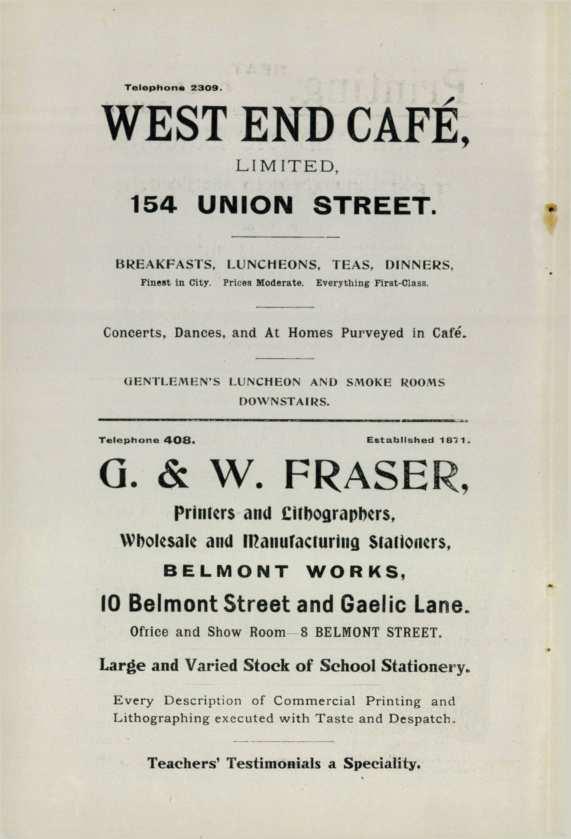 Telephone 2309.
WEST END CAFÉ,
LIMITED,
154 UNION STREET.
BREAKFASTS, LUNCHEONS, TEAS, DINNERS,
Finest in City. Prices Moderate. Everything First-Class.
Concerts, Dances, and At Homes Purveyed in Café.
GENTLEMEN'S LUNCHEON AND SMOKE ROOMS
DOWNSTAIRS.
Telephone 408. Established 1871.
G. & W. FRASER,
Printers and Lithographers,
Wholesale and Manufacturing Stationers,
BELMONT WORKS,
10 Belmont Street and Gaelic Lane.
Office and Show Room—8 BELMONT STREET.
Large and Varied Stock of School Stationery.
Every Description of Commercial Printing and
Lithographing executed with Taste and Despatch.
Teachers' Testimonials a Speciality.